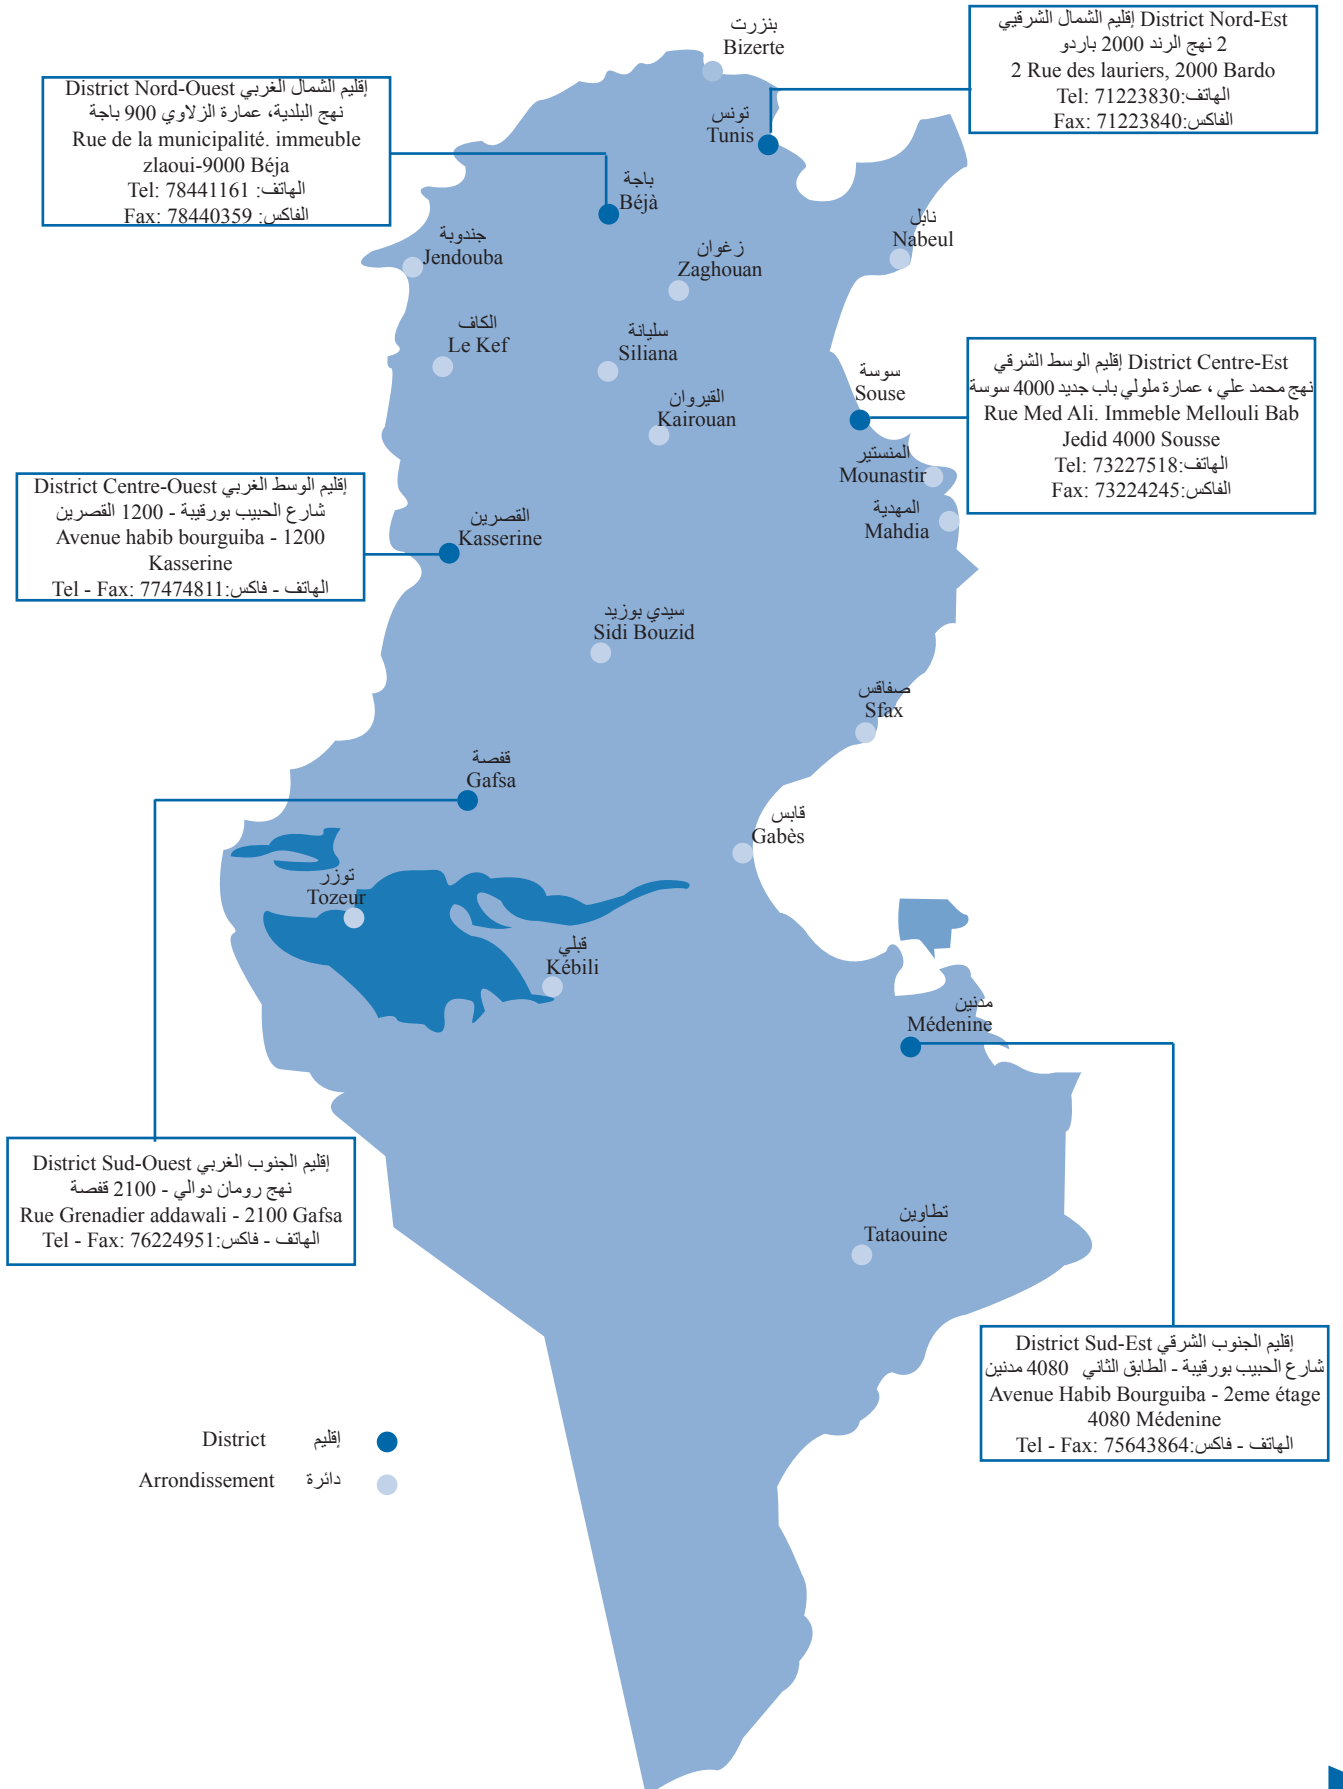 بنزرت
Bizerte
District Nord-Est إقليم الشمال الشرقيي
2 نهج الرند 2000 باردو
2 Rue des lauriers, 2000 Bardo
Tel: 71223830:الهاتف
Fax: 71223840:الفاكس
District Nord-Ouest إقليم الشمال الغربي
نهج البلدية، عمارة الزلاوي 900 باجة
Rue de la municipalité. immeuble
zlaoui-9000 Béja
Tel: 78441161 :الهاتف
Fax: 78440359 :الفاكس
تونس
Tunis
باجة
Béjà
نابل
Nabeul
جندوبة
Jendouba
زغوان
Zaghouan
الكاف
Le Kef
سليانة
Siliana
سوسة
Souse
District Centre-Est إقليم الوسط الشرقي
نهج محمد علي ، عمارة ملولي باب جديد 4000 سوسة
Rue Med Ali. Immeble Mellouli Bab
Jedid 4000 Sousse
Tel: 73227518:الهاتف
Fax: 73224245:الفاكس
القيروان
Kairouan
المنستير
Mounastir
المهدية
Mahdia
District Centre-Ouest إقليم الوسط الغربي
شارع الحبيب بورقيبة - 1200 القصرين
Avenue habib bourguiba - 1200
Kasserine
Tel - Fax: 77474811:الهاتف - فاكس
القصرين
Kasserine
سيدي بوزيد
Sidi Bouzid
صفاقس
Sfax
قفصة
Gafsa
قابس
Gabès
توزر
Tozeur
قبلي
Kébili
مدنين
Médenine
District Sud-Ouest إقليم الجنوب الغربي
نهج رومان دوالي - 2100 قفصة
Rue Grenadier addawali - 2100 Gafsa
Tel - Fax: 76224951:الهاتف - فاكس
تطاوين
Tataouine
District Sud-Est إقليم الجنوب الشرقي
شارع الحبيب بورقيبة - الطابق الثاني 4080 مدنين
Avenue Habib Bourguiba - 2eme étage
4080 Médenine
Tel - Fax: 75643864:الهاتف - فاكس
District إقليم
Arrondissement دائرة